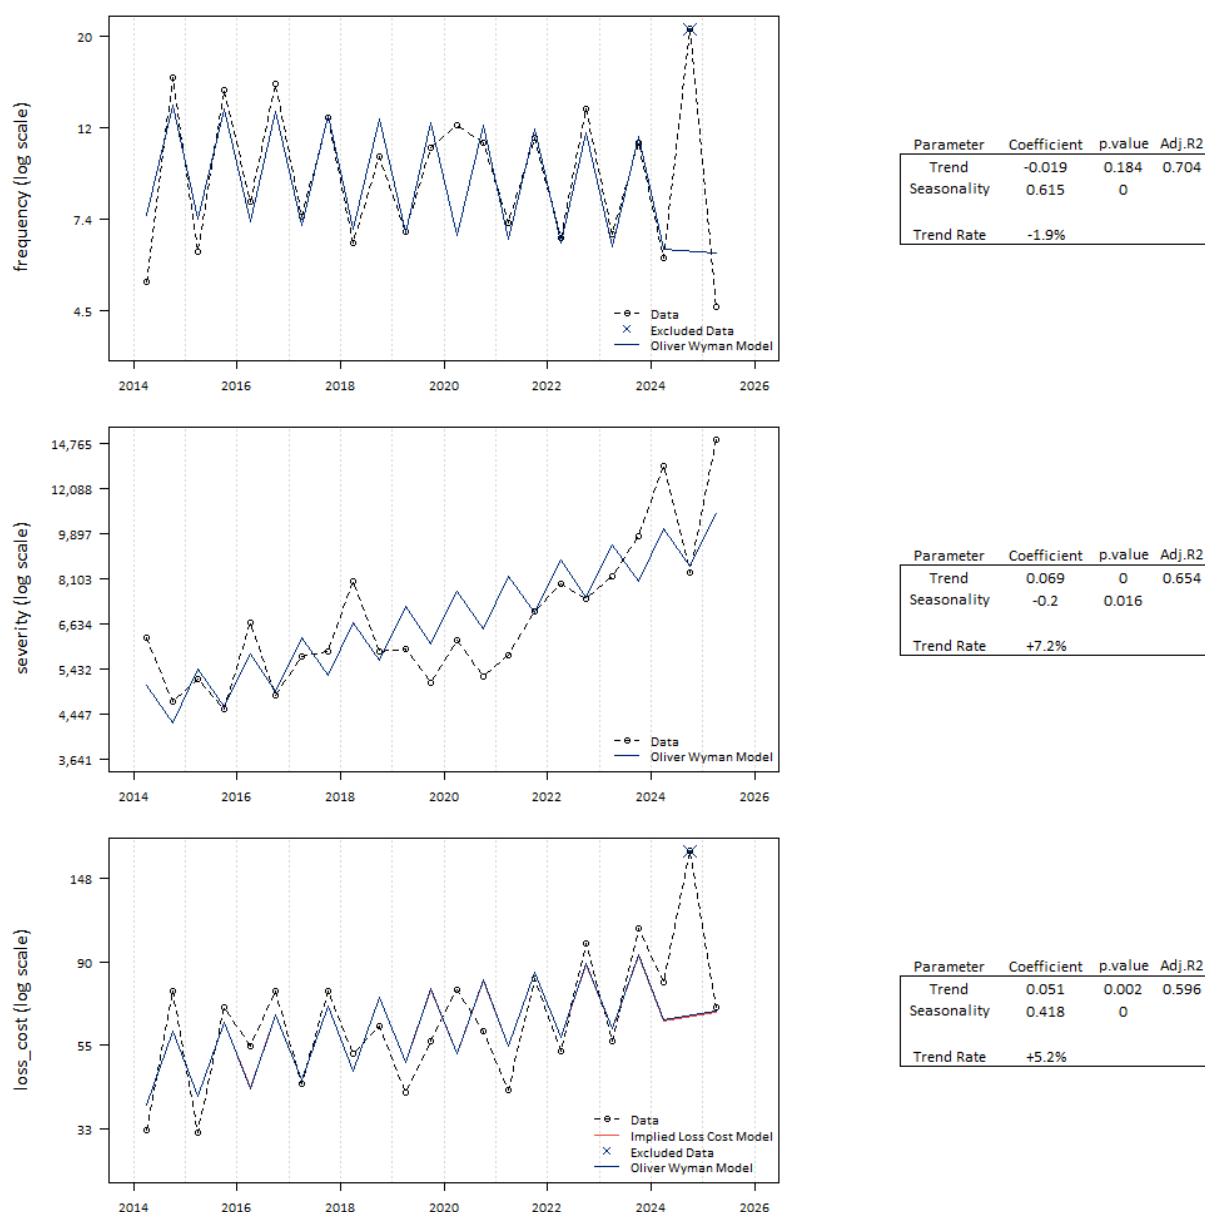 frequency (log scale)
20
12
7.4
4.5
Data
Excluded Data
Oliver Wyman Model
2014 2016 2018 2020 2022 2024 2026
Parameter Coefficient p.value Adj.R2
Trend -0.019 0.184 0.704
Seasonality 0.615 0
Trend Rate -1.9%
severity (log scale)
14,765
12,088
9,897
8,103
6,634
5,432
4,447
3,641
Data
Oliver Wyman Model
2014 2016 2018 2020 2022 2024 2026
Parameter Coefficient p.value Adj.R2
Trend 0.069 0 0.654
Seasonality -0.2 0.016
Trend Rate +7.2%
loss_cost (log scale)
148
90
55
33
Data
Implied Loss Cost Model
Excluded Data
Oliver Wyman Model
2014 2016 2018 2020 2022 2024 2026
Parameter Coefficient p.value Adj.R2
Trend 0.051 0.002 0.596
Seasonality 0.418 0
Trend Rate +5.2%